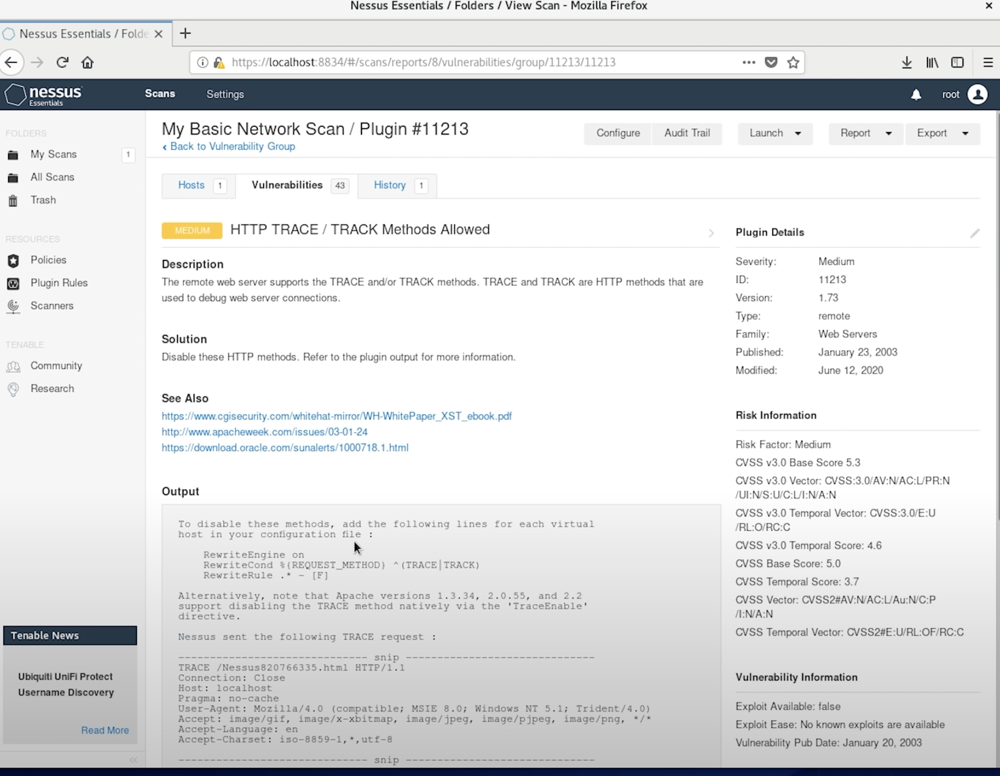 Nessus Essentials / Folders / View Scan - Mozilla Firefox
Nessus Essentials / Folde
https://localhost:8834/#/scans/reports/8/vulnerabilities/group/11213/11213
nessus
Essentials
Scans
Settings
root
FOLDERS
My Scans 1
All Scans
Trash
RESOURCES
Policies
Plugin Rules
Scanners
TENABLE
Community
Research
Tenable News
Ubiquiti UniFi Protect
Username Discovery
Read More
My Basic Network Scan / Plugin #11213
Back to Vulnerability Group
Configure
Audit Trail
Launch
Report
Export
Hosts 1
Vulnerabilities 43
History 1
MEDIUM HTTP TRACE / TRACK Methods Allowed
Description
The remote web server supports the TRACE and/or TRACK methods. TRACE and TRACK are HTTP methods that are
used to debug web server connections.
Solution
Disable these HTTP methods. Refer to the plugin output for more information.
See Also
https://www.cgisecurity.com/whitehat-mirror/WH-WhitePaper_XST_ebook.pdf
http://www.apacheweek.com/issues/03-01-24
https://download.oracle.com/sunalerts/1000718.1.html
Output
To disable these methods, add the following lines for each virtual
host in your configuration file :
RewriteEngine on
RewriteCond %{REQUEST_METHOD} ^(TRACE|TRACK)
RewriteRule .* - [F]
Alternatively, note that Apache versions 1.3.34, 2.0.55, and 2.2
support disabling the TRACE method natively via the 'TraceEnable'
directive.
Nessus sent the following TRACE request :
------------------------------ snip ------------------------------
TRACE /Nessus820766335.html HTTP/1.1
Connection: Close
Host: localhost
Pragma: no-cache
User-Agent: Mozilla/4.0 (compatible; MSIE 8.0; Windows NT 5.1; Trident/4.0)
Accept: image/gif, image/x-xbitmap, image/jpeg, image/pjpeg, image/png, */*
Accept-Language: en
Accept-Charset: iso-8859-1,*,utf-8
------------------------------ snip ------------------------------
Plugin Details
Severity: Medium
ID: 11213
Version: 1.73
Type: remote
Family: Web Servers
Published: January 23, 2003
Modified: June 12, 2020
Risk Information
Risk Factor: Medium
CVSS v3.0 Base Score 5.3
CVSS v3.0 Vector: CVSS:3.0/AV:N/AC:L/PR:N
/UI:N/S:U/C:L/I:N/A:N
CVSS v3.0 Temporal Vector: CVSS:3.0/E:U
/RL:O/RC:C
CVSS v3.0 Temporal Score: 4.6
CVSS Base Score: 5.0
CVSS Temporal Score: 3.7
CVSS Vector: CVSS2#AV:N/AC:L/Au:N/C:P
/I:N/A:N
CVSS Temporal Vector: CVSS2#E:U/RL:OF/RC:C
Vulnerability Information
Exploit Available: false
Exploit Ease: No known exploits are available
Vulnerability Pub Date: January 20, 2003